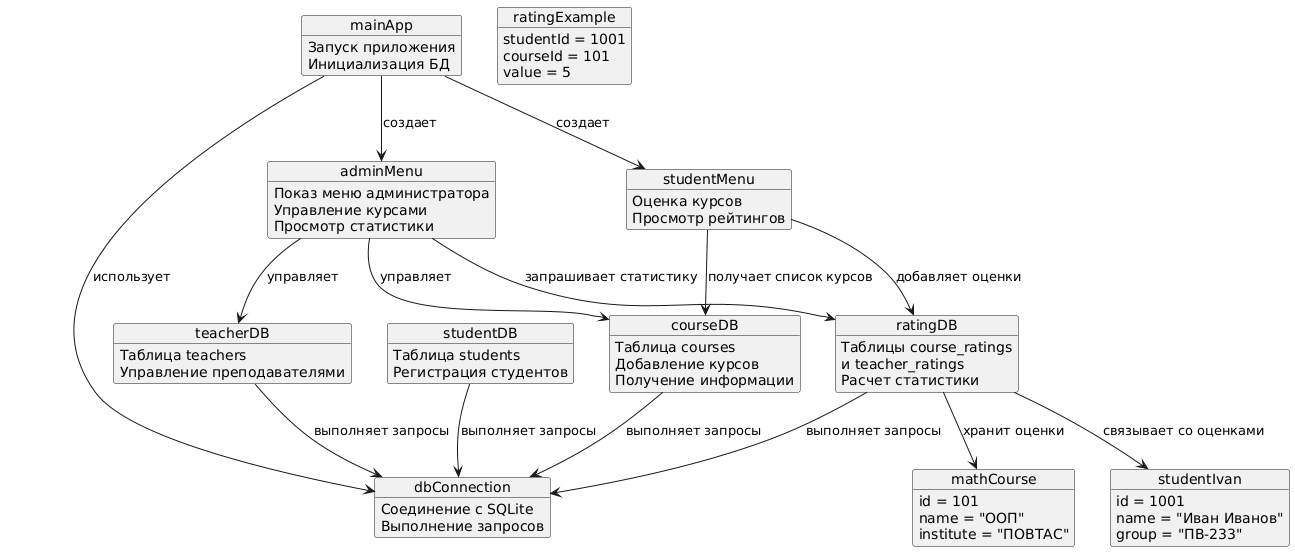 mainApp
Запуск приложения
Инициализация БД
ratingExample
studentId = 1001
courseId = 101
value = 5
создает
создает
adminMenu
Показ меню администратора
Управление курсами
Просмотр статистики
studentMenu
Оценка курсов
Просмотр рейтингов
использует
управляет
управляет
запрашивает статистику
получает список курсов
добавляет оценки
teacherDB
Таблица teachers
Управление преподавателями
studentDB
Таблица students
Регистрация студентов
courseDB
Таблица courses
Добавление курсов
Получение информации
ratingDB
Таблицы course_ratings
и teacher_ratings
Расчет статистики
выполняет запросы
выполняет запросы
выполняет запросы
выполняет запросы
хранит оценки
связывает со оценками
dbConnection
Соединение с SQLite
Выполнение запросов
mathCourse
id = 101
name = "ООП"
institute = "ПОВТАС"
studentIvan
id = 1001
name = "Иван Иванов"
group = "ПВ-233"